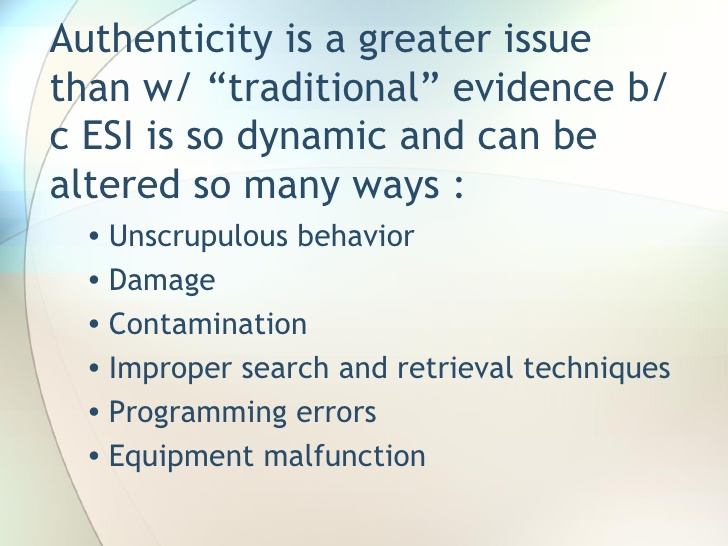 Authenticity is a greater issue
than w/ “traditional” evidence b/
c ESI is so dynamic and can be
altered so many ways :
• Unscrupulous behavior
• Damage
• Contamination
• Improper search and retrieval techniques
• Programming errors
• Equipment malfunction